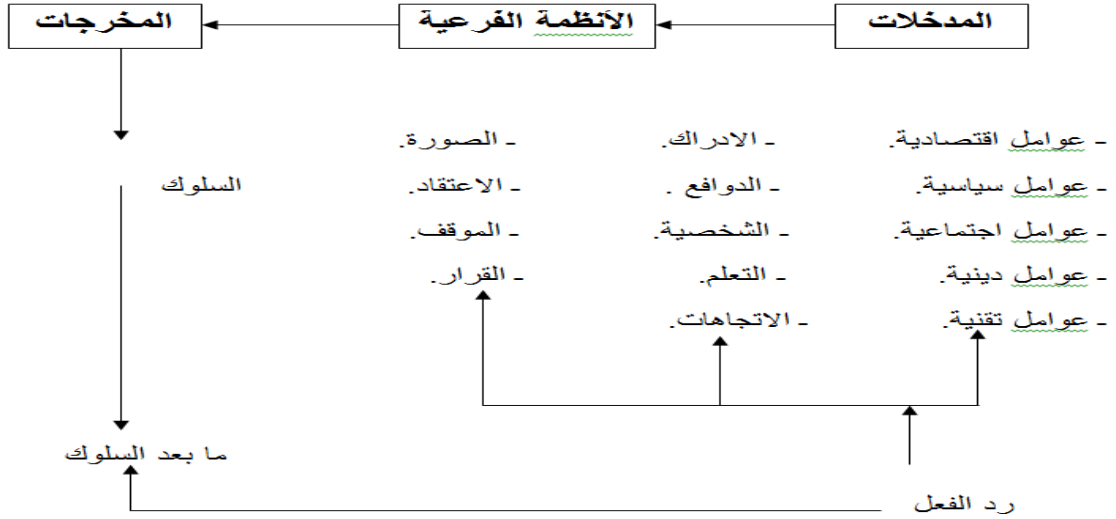 المدخلات
الأنظمة الفرعية
المخرجات
- عوامل اقتصادية.
- عوامل سياسية.
- عوامل اجتماعية.
- عوامل دينية.
- عوامل تقنية.
- الادراك.
- الدوافع .
- الشخصية.
- التعلم.
- الاتجاهات.
- الصورة.
- الاعتقاد.
- الموقف.
- القرار.
السلوك
ما بعد السلوك
رد الفعل